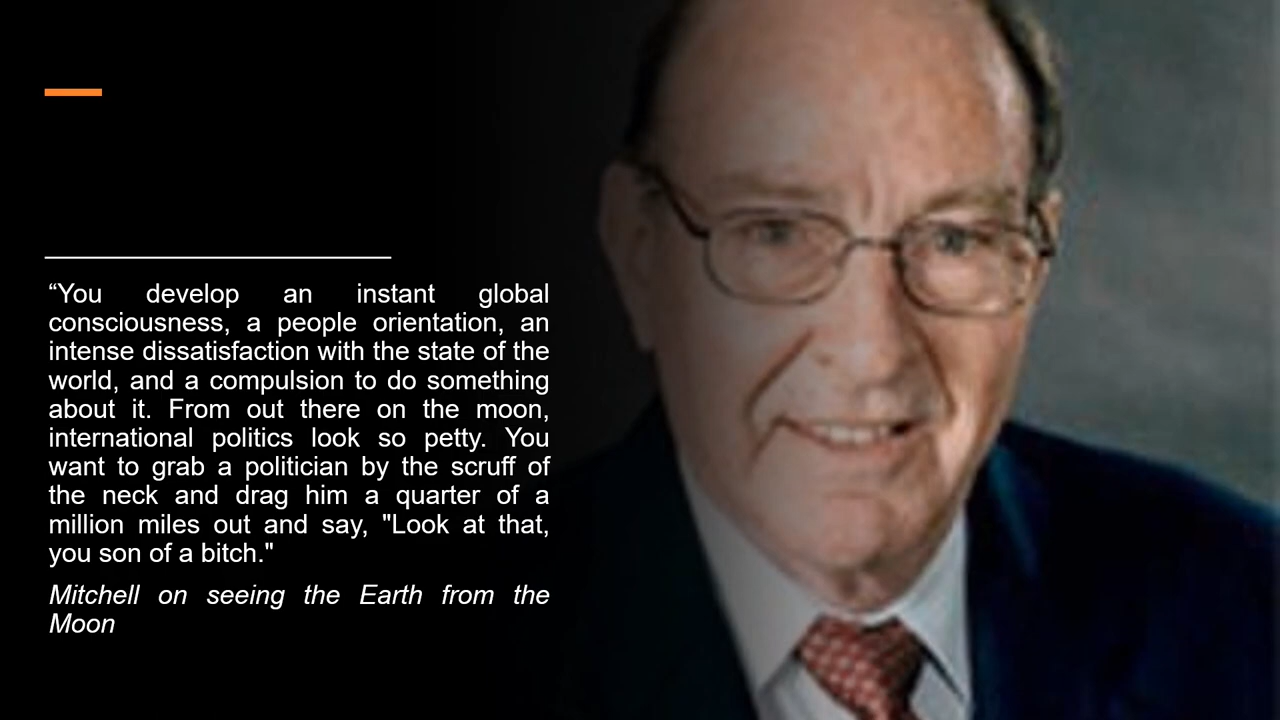 “You develop an instant global
consciousness, a people orientation, an
intense dissatisfaction with the state of the
world, and a compulsion to do something
about it. From out there on the moon,
international politics look so petty. You
want to grab a politician by the scruff of
the neck and drag him a quarter of a
million miles out and say, "Look at that,
you son of a bitch."
Mitchell on seeing the Earth from the
Moon